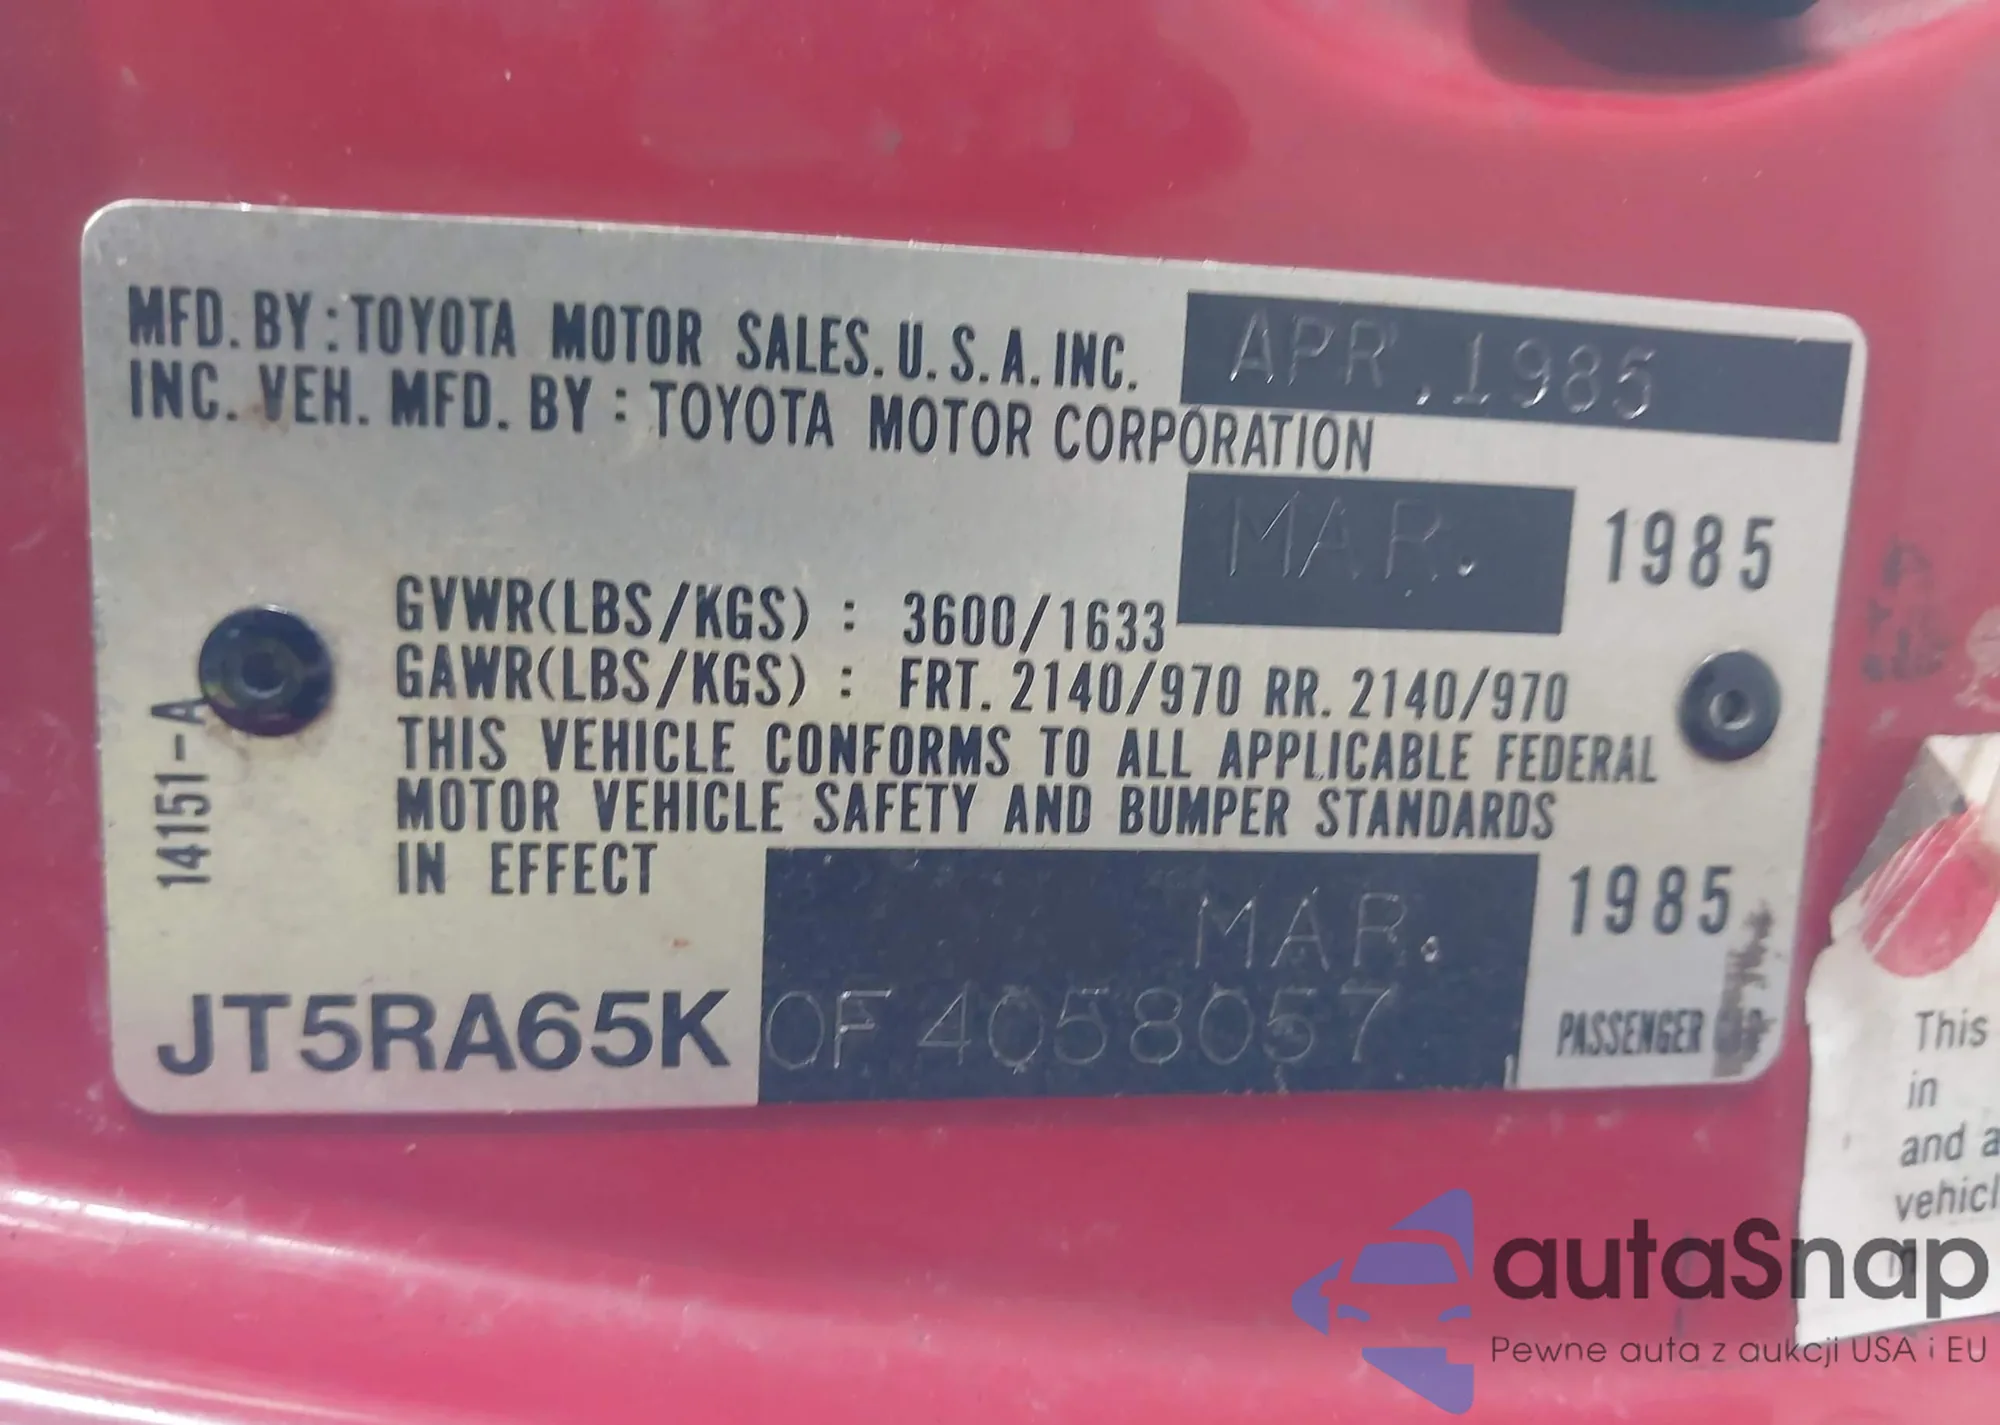 MFD. BY : TOYOTA MOTOR SALES. U. S. A. INC. APR. 1985
INC. VEH. MFD. BY : TOYOTA MOTOR CORPORATION
MAR. 1985
GVWR(LBS/KGS) : 3600/1633
GAWR(LBS/KGS) : FRT. 2140/970 RR. 2140/970
THIS VEHICLE CONFORMS TO ALL APPLICABLE FEDERAL
MOTOR VEHICLE SAFETY AND BUMPER STANDARDS
IN EFFECT MAR. 1985
JT5RA65K0F4058057 PASSENGER
14151-A
This
in
and a
vehicl
autaSnap
Pewne auta z aukcji USA i EU